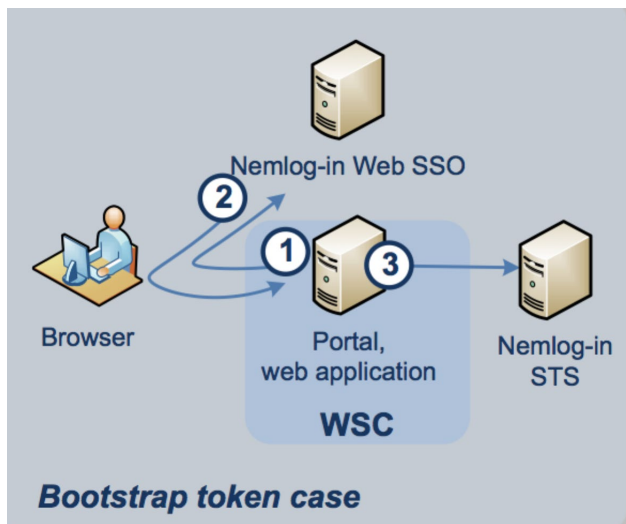 Nemlog-in Web SSO
2
1
3
Browser
Portal,
web application
Nemlog-in
STS
WSC
Bootstrap token case